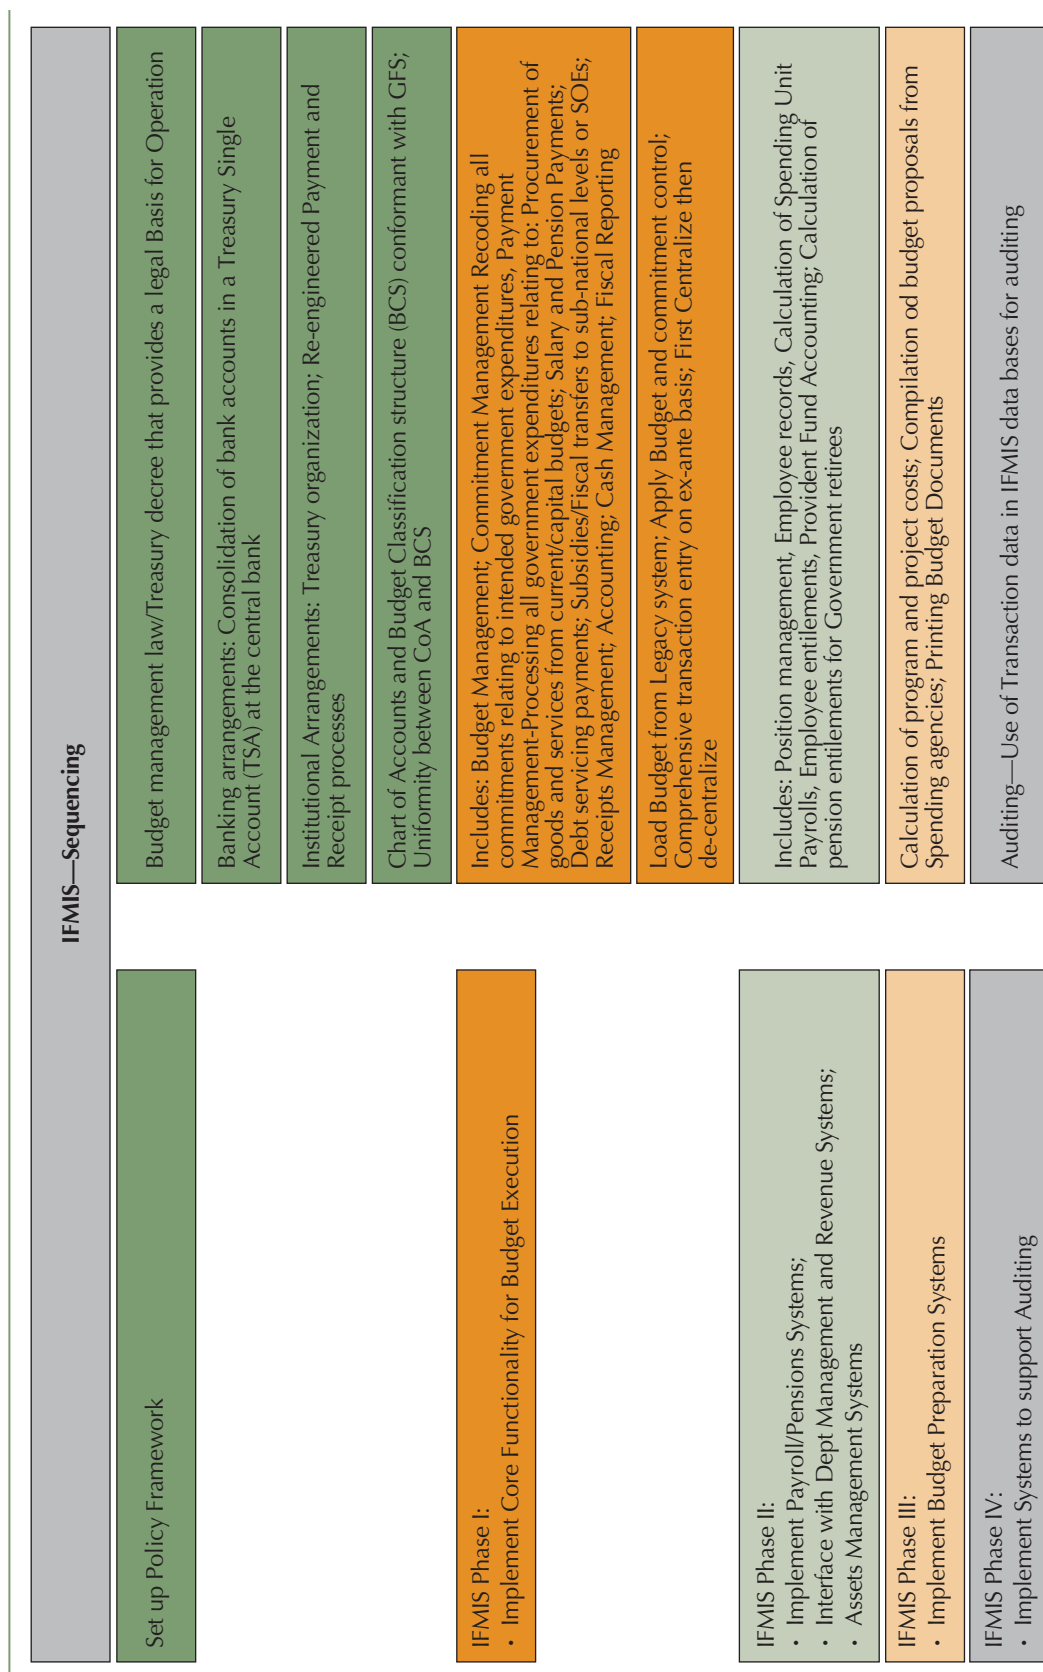 IFMIS—Sequencing
Set up Policy Framework
Budget management law/Treasury decree that provides a legal Basis for Operation
Banking arrangements: Consolidation of bank accounts in a Treasury Single
Account (TSA) at the central bank
Institutional Arrangements: Treasury organization; Re-engineered Payment and
Receipt processes
Chart of Accounts and Budget Classification structure (BCS) conformant with GFS;
Uniformity between CoA and BCS
IFMIS Phase I:
• Implement Core Functionality for Budget Execution
Includes: Budget Management; Commitment Management Recoding all
commitments relating to intended government expenditures, Payment
Management-Processing all government expenditures relating to: Procurement of
goods and services from current/capital budgets; Salary and Pension Payments;
Debt servicing payments; Subsidies/Fiscal transfers to sub-national levels or SOEs;
Receipts Management; Accounting; Cash Management; Fiscal Reporting
Load Budget from Legacy system; Apply Budget and commitment control;
Comprehensive transaction entry on ex-ante basis; First Centralize then
de-centralize
IFMIS Phase II:
• Implement Payroll/Pensions Systems;
• Interface with Dept Management and Revenue Systems;
• Assets Management Systems
Includes: Position management, Employee records, Calculation of Spending Unit
Payrolls, Employee entilements, Provident Fund Accounting; Calculation of
pension entilements for Government retires
IFMIS Phase III:
• Implement Budget Preparation Systems
Calculation of program and project costs; Compilation od budget proposals from
Spending agencies; Printing Budget Documents
IFMIS Phase IV:
• Implement Systems to support Auditing
Auditing—Use of Transaction data in IFMIS data bases for auditing